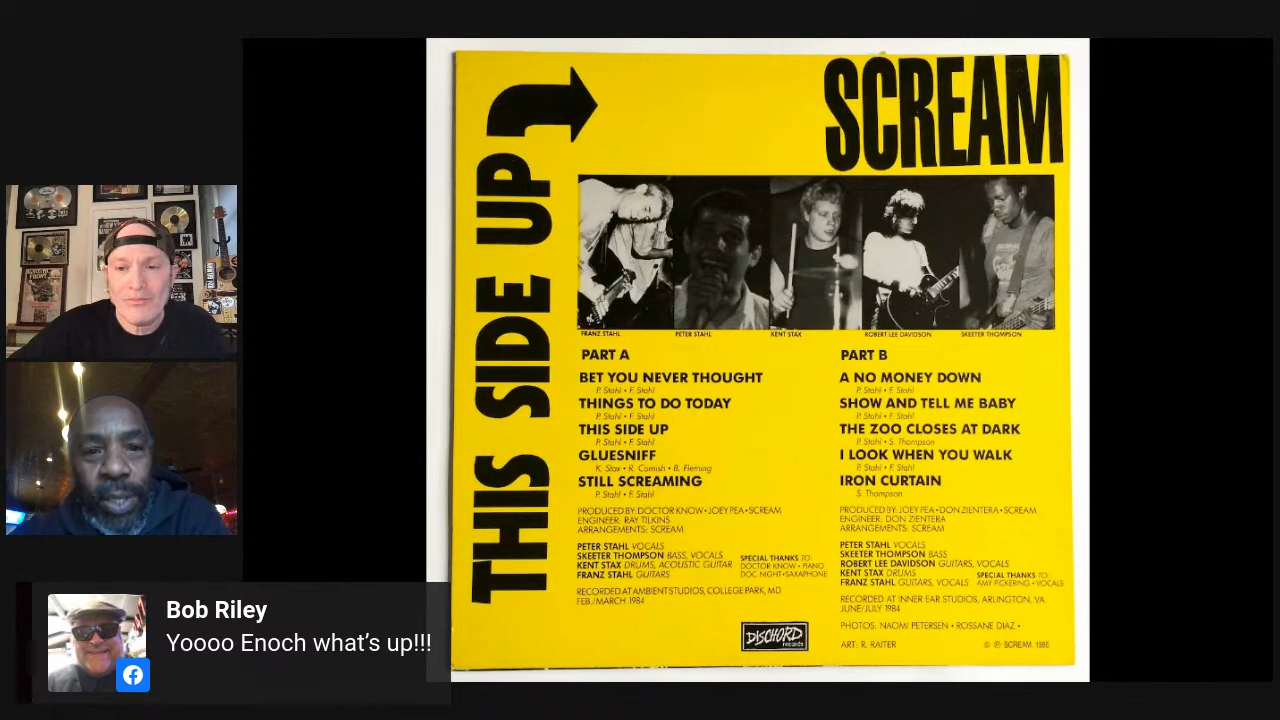 SCREAM
THIS SIDE UP
FRANZ STAHL
PETER STAHL
KENT STAX
ROBERT LEE DAVIDSON
SKEETER THOMPSON
PART A
BET YOU NEVER THOUGHT
P. Stahl • F. Stahl
THINGS TO DO TODAY
P. Stahl • F. Stahl
THIS SIDE UP
P. Stahl • F. Stahl
GLUESNIFF
K. Stax • R. Cornish • B. Fleming
STILL SCREAMING
P. Stahl • F. Stahl
PRODUCED BY: DOCTOR KNOW • JOEY PEA • SCREAM
ENGINEER: RAY TILKINS
ARRANGEMENTS: SCREAM
PETER STAHL VOCALS
SKEETER THOMPSON BASS, VOCALS
KENT STAX DRUMS, ACOUSTIC GUITAR
FRANZ STAHL GUITARS
SPECIAL THANKS TO:
DOCTOR KNOW • PIANO
DOC. NIGHT • SAXAPHONE
RECORDED AT AMBIENT STUDIOS, COLLEGE PARK, MD
FEB./MARCH 1984
PART B
A NO MONEY DOWN
P. Stahl • F. Stahl
SHOW AND TELL ME BABY
P. Stahl • F. Stahl
THE ZOO CLOSES AT DARK
P. Stahl • S. Thompson
I LOOK WHEN YOU WALK
P. Stahl • F. Stahl
IRON CURTAIN
S. Thompson
PRODUCED BY: JOEY PEA • DON ZIENTERA • SCREAM
ENGINEER: DON ZIENTERA
ARRANGEMENTS: SCREAM
PETER STAHL VOCALS
SKEETER THOMPSON BASS
ROBERT LEE DAVIDSON GUITARS, VOCALS
KENT STAX DRUMS
FRANZ STAHL GUITARS, VOCALS
SPECIAL THANKS TO:
AMY PICKERING • VOCALS
RECORDED AT INNER EAR STUDIOS, ARLINGTON, VA
JUNE/JULY 1984
PHOTOS: NAOMI PETERSEN • ROSSANE DIAZ •
DISCHORD
records
ART: R. RAITER
© ℗ SCREAM. 1985
Bob Riley
Yoooo Enoch what's up!!!